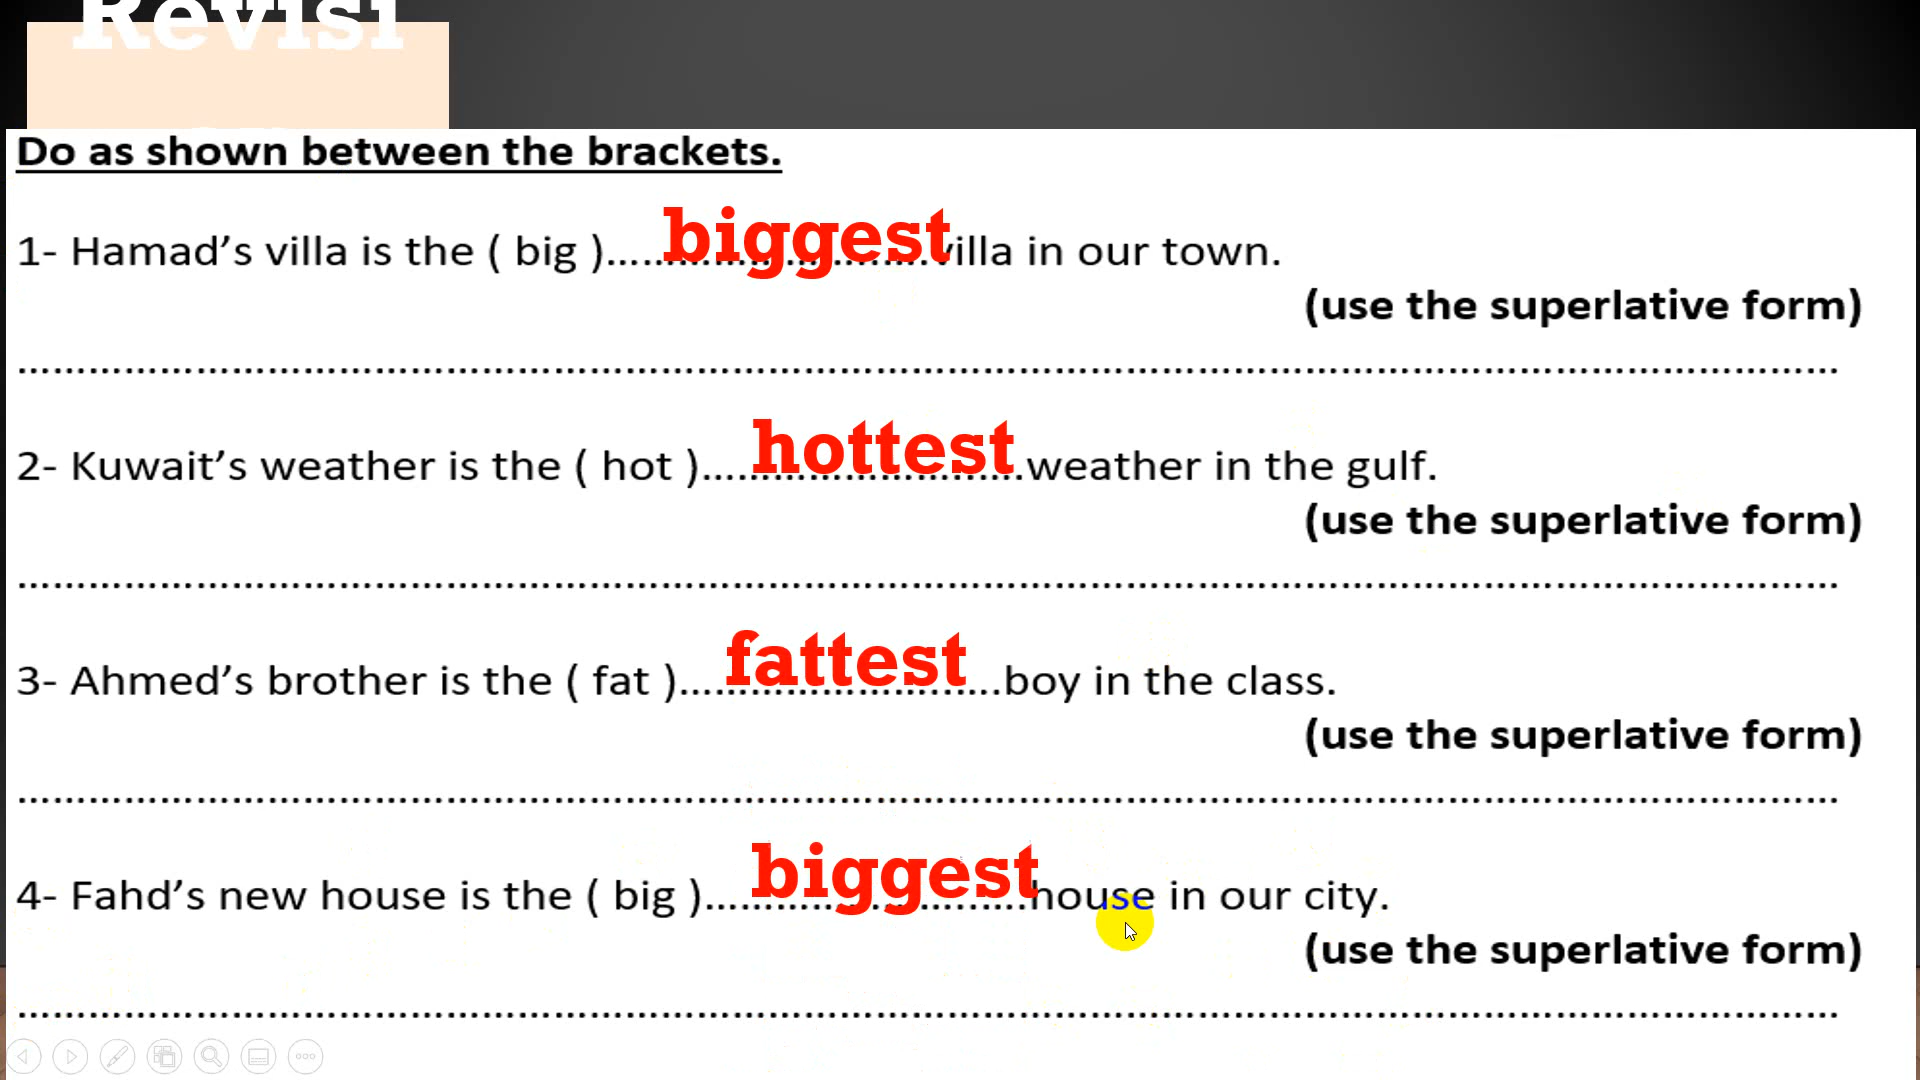 Revisi
Do as shown between the brackets.
1- Hamad’s villa is the ( big )........biggest........villa in our town.
(use the superlative form)
................................................................................
2- Kuwait’s weather is the ( hot )........hottest........weather in the gulf.
(use the superlative form)
................................................................................
3- Ahmed’s brother is the ( fat )........fattest........boy in the class.
(use the superlative form)
................................................................................
4- Fahd’s new house is the ( big )........biggest........house in our city.
(use the superlative form)
................................................................................